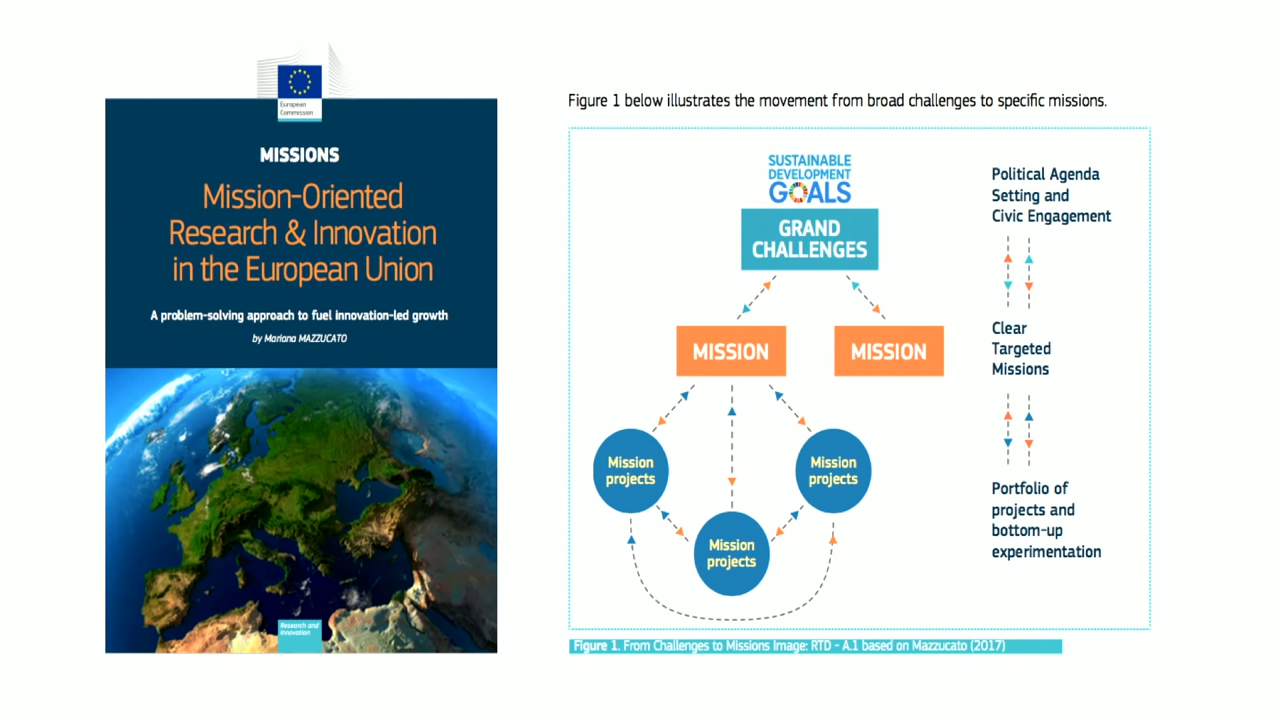 European
Commission
MISSIONS
Mission-Oriented
Research & Innovation
in the European Union
A problem-solving approach to fuel innovation-led growth
by Mariana MAZZUCATO
Research and
Innovation
Figure 1 below illustrates the movement from broad challenges to specific missions.
SUSTAINABLE
DEVELOPMENT
GOALS
GRAND
CHALLENGES
MISSION
MISSION
Mission
projects
Mission
projects
Mission
projects
Political Agenda
Setting and
Civic Engagement
Clear
Targeted
Missions
Portfolio of
projects and
bottom-up
experimentation
Figure 1. From Challenges to Missions Image: RTD - A.1 based on Mazzucato (2017)